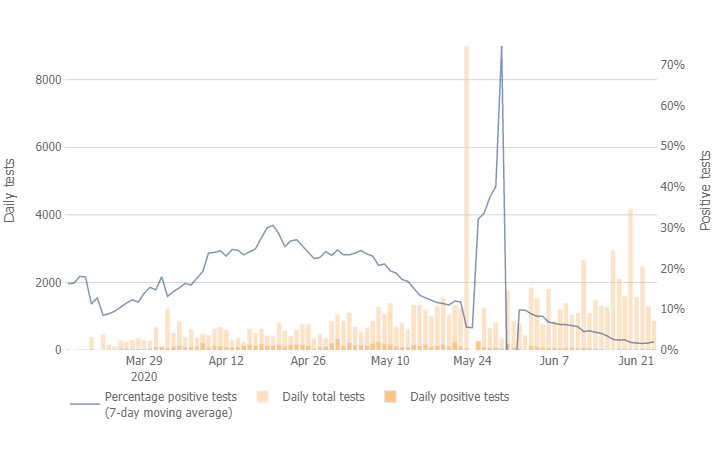 8000
6000
4000
2000
0
Daily tests
70%
60%
50%
40%
30%
20%
10%
0%
Positive tests
Mar 29 Apr 12 Apr 26 May 10 May 24 Jun 7 Jun 21
2020
Percentage positive tests Daily total tests Daily positive tests
(7-day moving average)